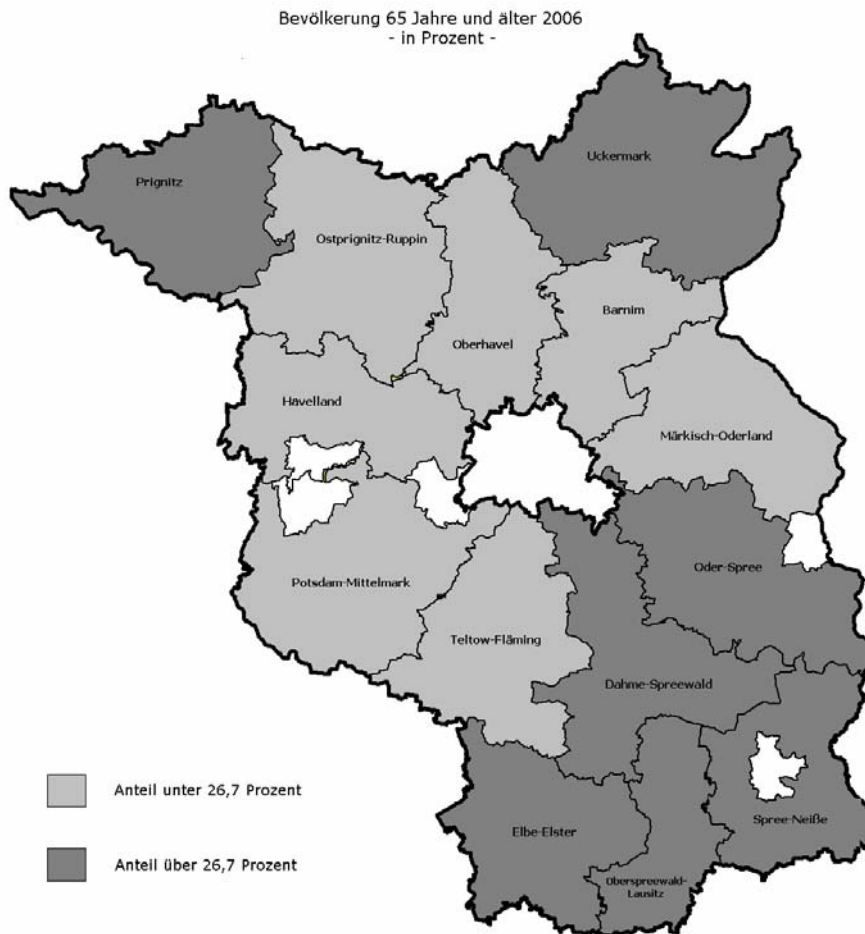 Bevölkerung 65 Jahre und älter 2006
- in Prozent -
Uckermark
Prignitz
Ostprignitz-Ruppin
Barnim
Oberhavel
Havelland
Märkisch-Oderland
Oder-Spree
Potsdam-Mittelmark
Teltow-Fläming
Dahme-Spreewald
Anteil unter 26,7 Prozent
Spree-Neiße
Elbe-Elster
Anteil über 26,7 Prozent
Oberspreewald-
Lausitz